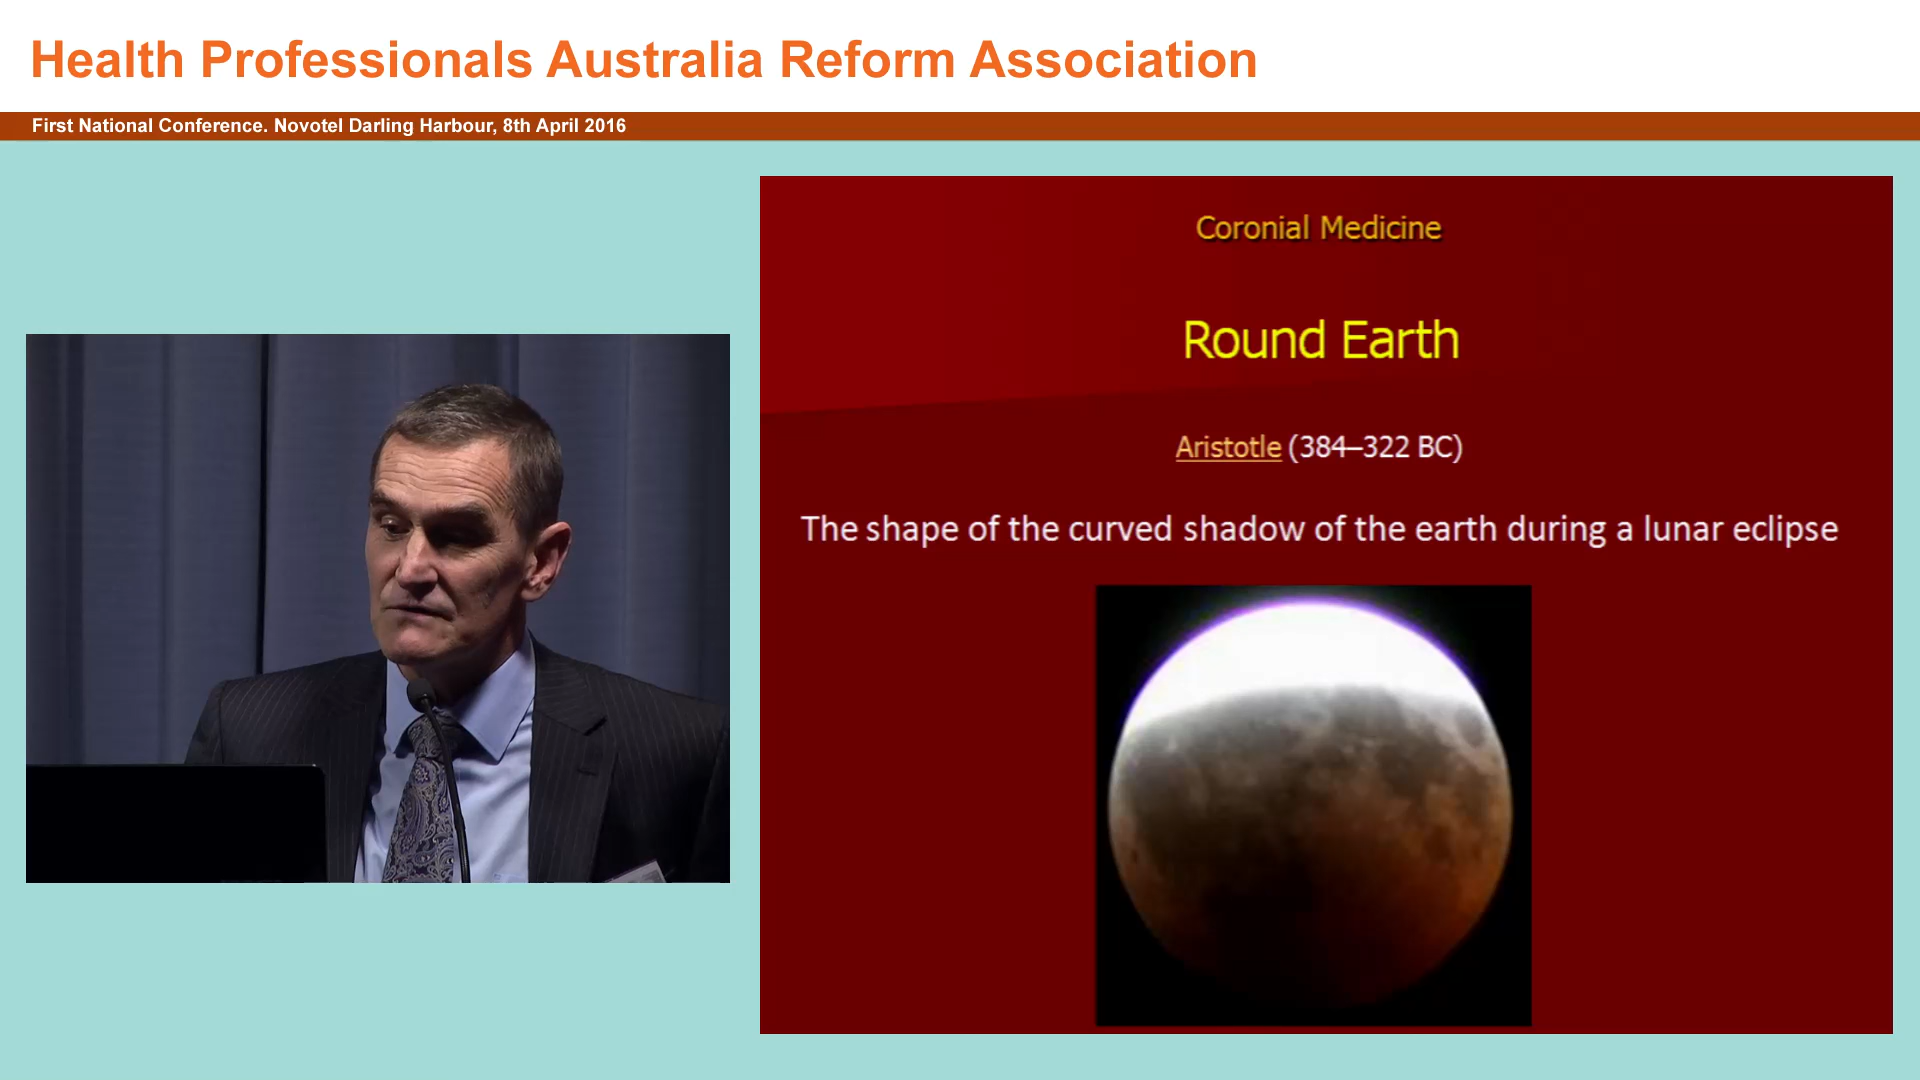 Health Professionals Australia Reform Association
First National Conference. Novotel Darling Harbour, 8th April 2016
Coronial Medicine
Round Earth
Aristotle (384–322 BC)
The shape of the curved shadow of the earth during a lunar eclipse